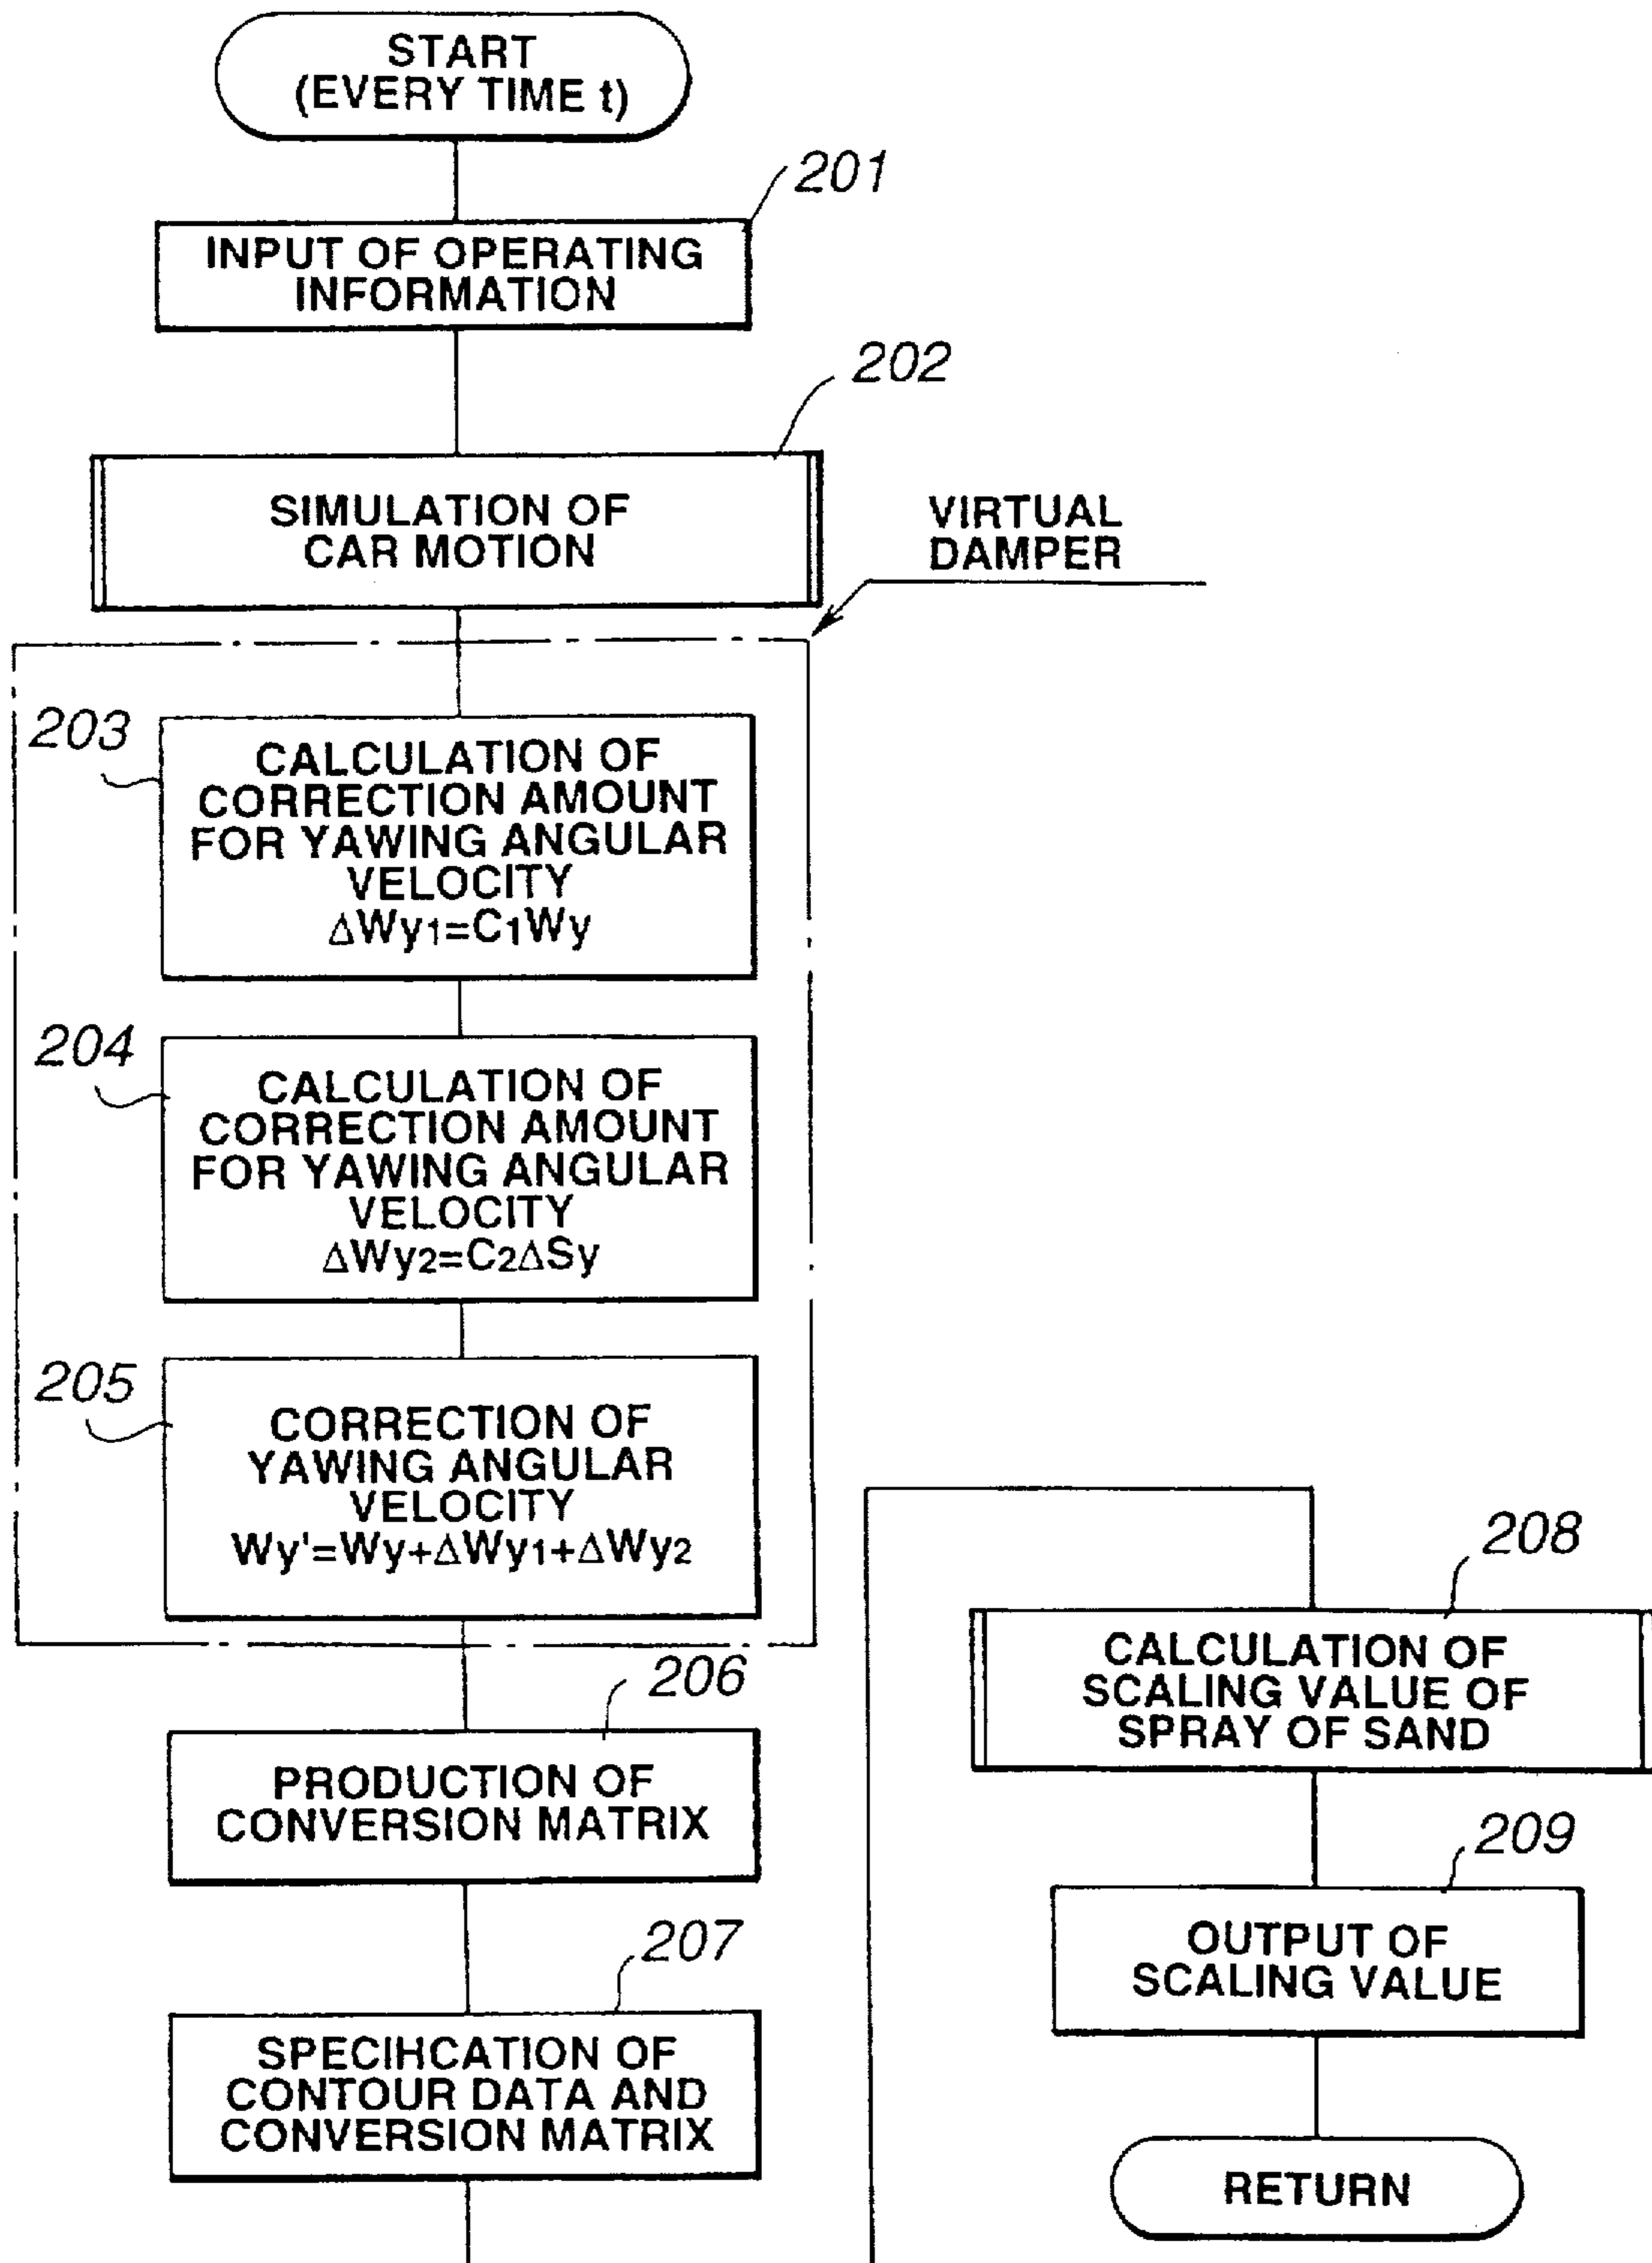 START
(EVERY TIME t)
201
INPUT OF OPERATING
INFORMATION
202
SIMULATION OF
CAR MOTION
VIRTUAL
DAMPER
203
CALCULATION OF
CORRECTION AMOUNT
FOR YAWING ANGULAR
VELOCITY
ΔWy1=C1Wy
204
CALCULATION OF
CORRECTION AMOUNT
FOR YAWING ANGULAR
VELOCITY
ΔWy2=C2ΔSy
205
CORRECTION OF
YAWING ANGULAR
VELOCITY
Wy'=Wy+ΔWy1+ΔWy2
206
PRODUCTION OF
CONVERSION MATRIX
207
SPECIHCATION OF
CONTOUR DATA AND
CONVERSION MATRIX
208
CALCULATION OF
SCALING VALUE OF
SPRAY OF SAND
209
OUTPUT OF
SCALING VALUE
RETURN